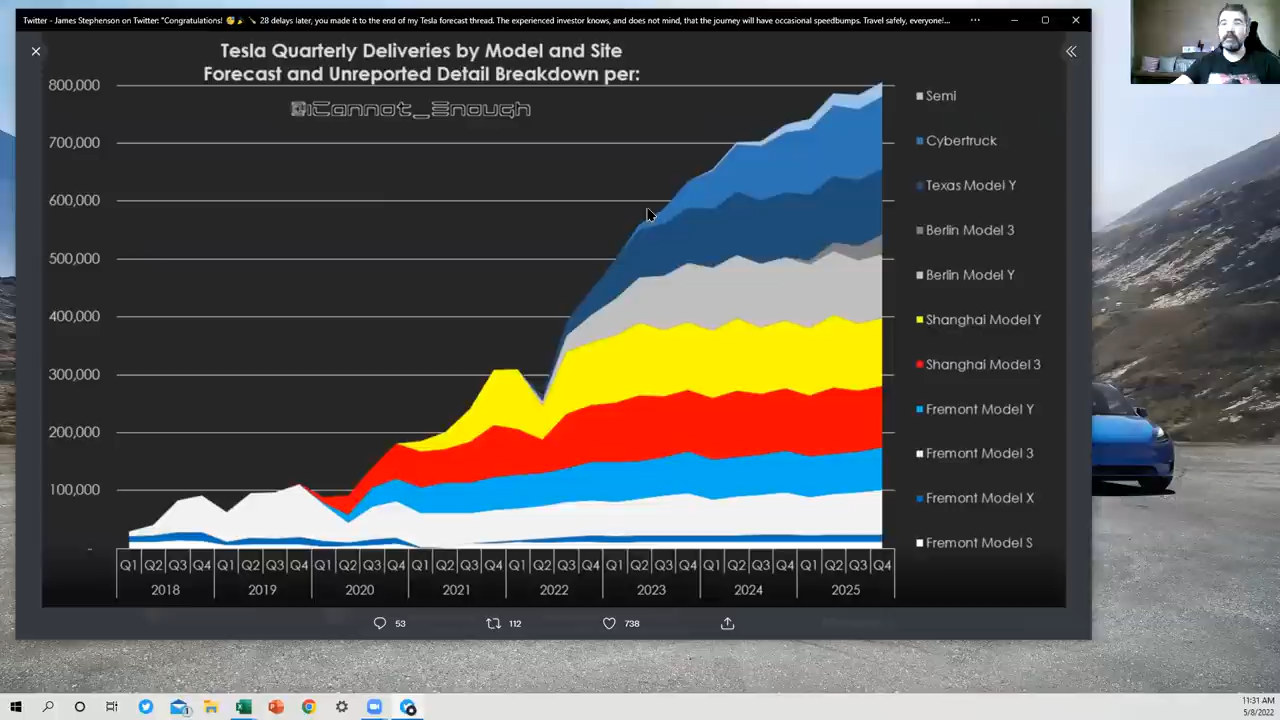 Twitter - James Stephenson on Twitter: "Congratulations! 28 delays later, you made it to the end of my Tesla forecast thread. The experienced investor knows, and does not mind, that the journey will have occasional speedbumps. Travel safely, everyone!...
Tesla Quarterly Deliveries by Model and Site
Forecast and Unreported Detail Breakdown per:
@iCannot_Enough
800,000
700,000
600,000
500,000
400,000
300,000
200,000
100,000
-
Semi
Cybertruck
Texas Model Y
Berlin Model 3
Berlin Model Y
Shanghai Model Y
Shanghai Model 3
Fremont Model Y
Fremont Model 3
Fremont Model X
Fremont Model S
Q1 Q2 Q3 Q4 Q1 Q2 Q3 Q4 Q1 Q2 Q3 Q4 Q1 Q2 Q3 Q4 Q1 Q2 Q3 Q4 Q1 Q2 Q3 Q4 Q1 Q2 Q3 Q4 Q1 Q2 Q3 Q4
2018 2019 2020 2021 2022 2023 2024 2025
53 112 738
11:31 AM
5/8/2022